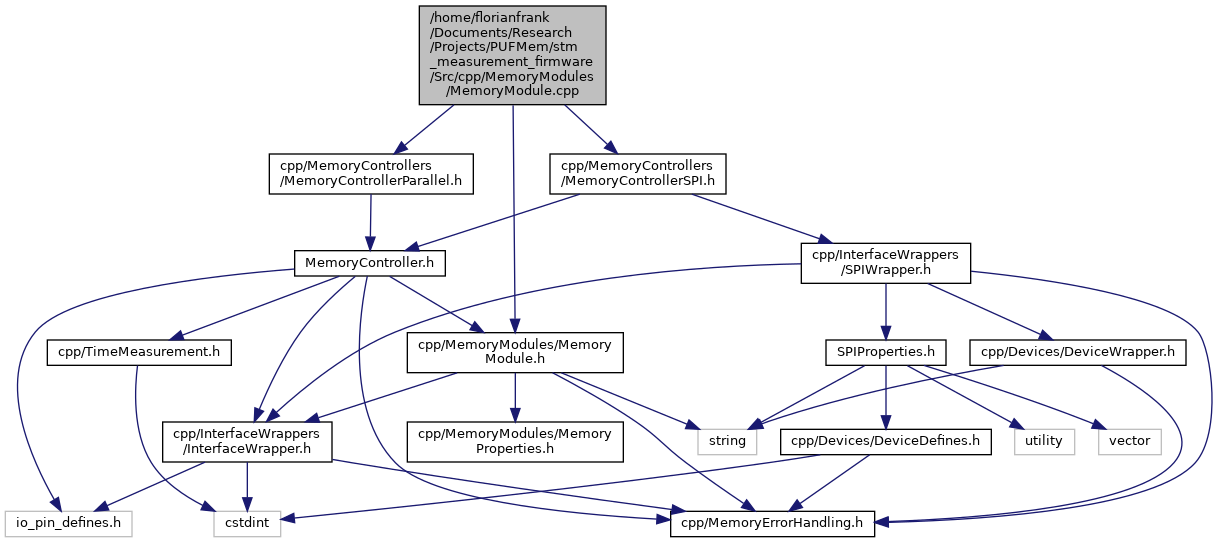 /home/florianfrank
/Documents/Research
/Projects/PUFMem/stm
_measurement_firmware
/Src/cpp/MemoryModules
/MemoryModule.cpp
cpp/MemoryControllers
/MemoryControllerParallel.h
cpp/MemoryControllers
/MemoryControllerSPI.h
MemoryController.h
cpp/InterfaceWrappers
/SPIWrapper.h
cpp/TimeMeasurement.h
cpp/MemoryModules/Memory
Module.h
SPIProperties.h
cpp/Devices/DeviceWrapper.h
cpp/InterfaceWrappers
/InterfaceWrapper.h
cpp/MemoryModules/Memory
Properties.h
string
cpp/Devices/DeviceDefines.h
utility
vector
io_pin_defines.h
cstdint
cpp/MemoryErrorHandling.h